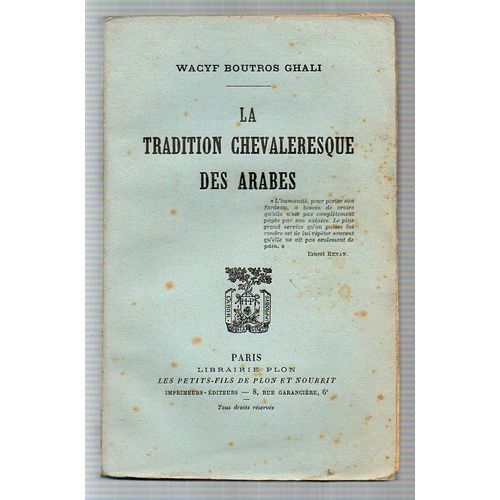 WACYF BOUTROS GHALI
LA
TRADITION CHEVALERESQUE
DES ARABES
« L'humanité, pour porter son
fardeau, a besoin de croire
qu'elle n'est pas complètement
payée par son salaire. Le plus
grand service qu'on puisse lui
rendre est de lui répéter souvent
qu'elle ne vit pas seulement de
pain. »
Ernest RENAN.
LABOR
H·P
PARIS
LIBRAIRIE PLON
LES PETITS-FILS DE PLON ET NOURRIT
IMPRIMEURS-ÉDITEURS — 8, RUE GARANCIÈRE, 6e
Tous droits réservés